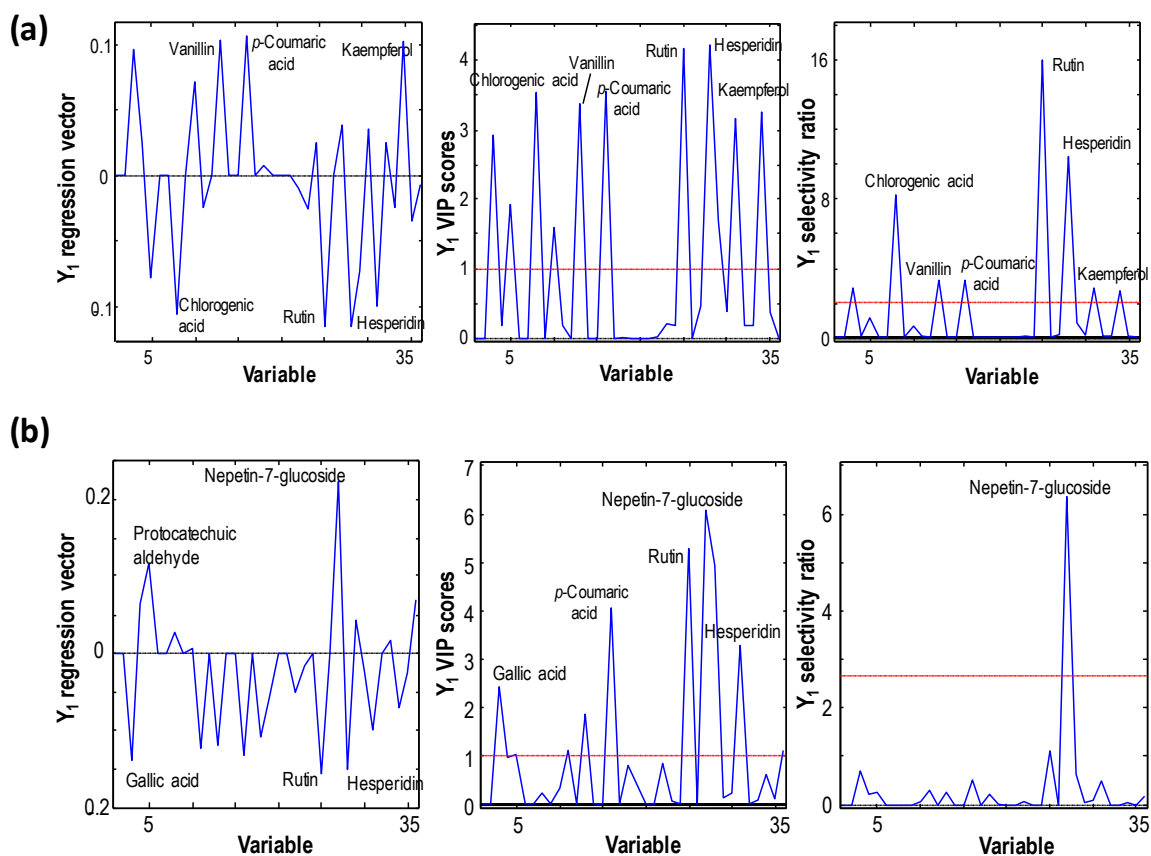 (a)
0.1
0
0.1
Y1 regression vector
Vanillin
p-Coumaric
acid
Kaempferol
Chlorogenic
acid
Rutin
Hesperidin
5
35
Variable
4
3
2
1
0
Y1 VIP scores
Chlorogenic acid
Vanillin
p-Coumaric
acid
Rutin
Hesperidin
Kaempferol
5
35
Variable
16
12
8
4
0
Y1 selectivity ratio
Rutin
Hesperidin
Chlorogenic acid
Vanillin
p-Coumaric
acid
Kaempferol
5
35
Variable
(b)
0.2
0
0.2
Y1 regression vector
Nepetin-7-glucoside
Protocatechuic
aldehyde
Gallic acid
Rutin
Hesperidin
5
35
Variable
7
6
5
4
3
2
1
0
Y1 VIP scores
Nepetin-7-glucoside
Rutin
p-Coumaric
acid
Hesperidin
Gallic acid
5
35
Variable
6
4
2
0
Y1 selectivity ratio
Nepetin-7-glucoside
5
35
Variable